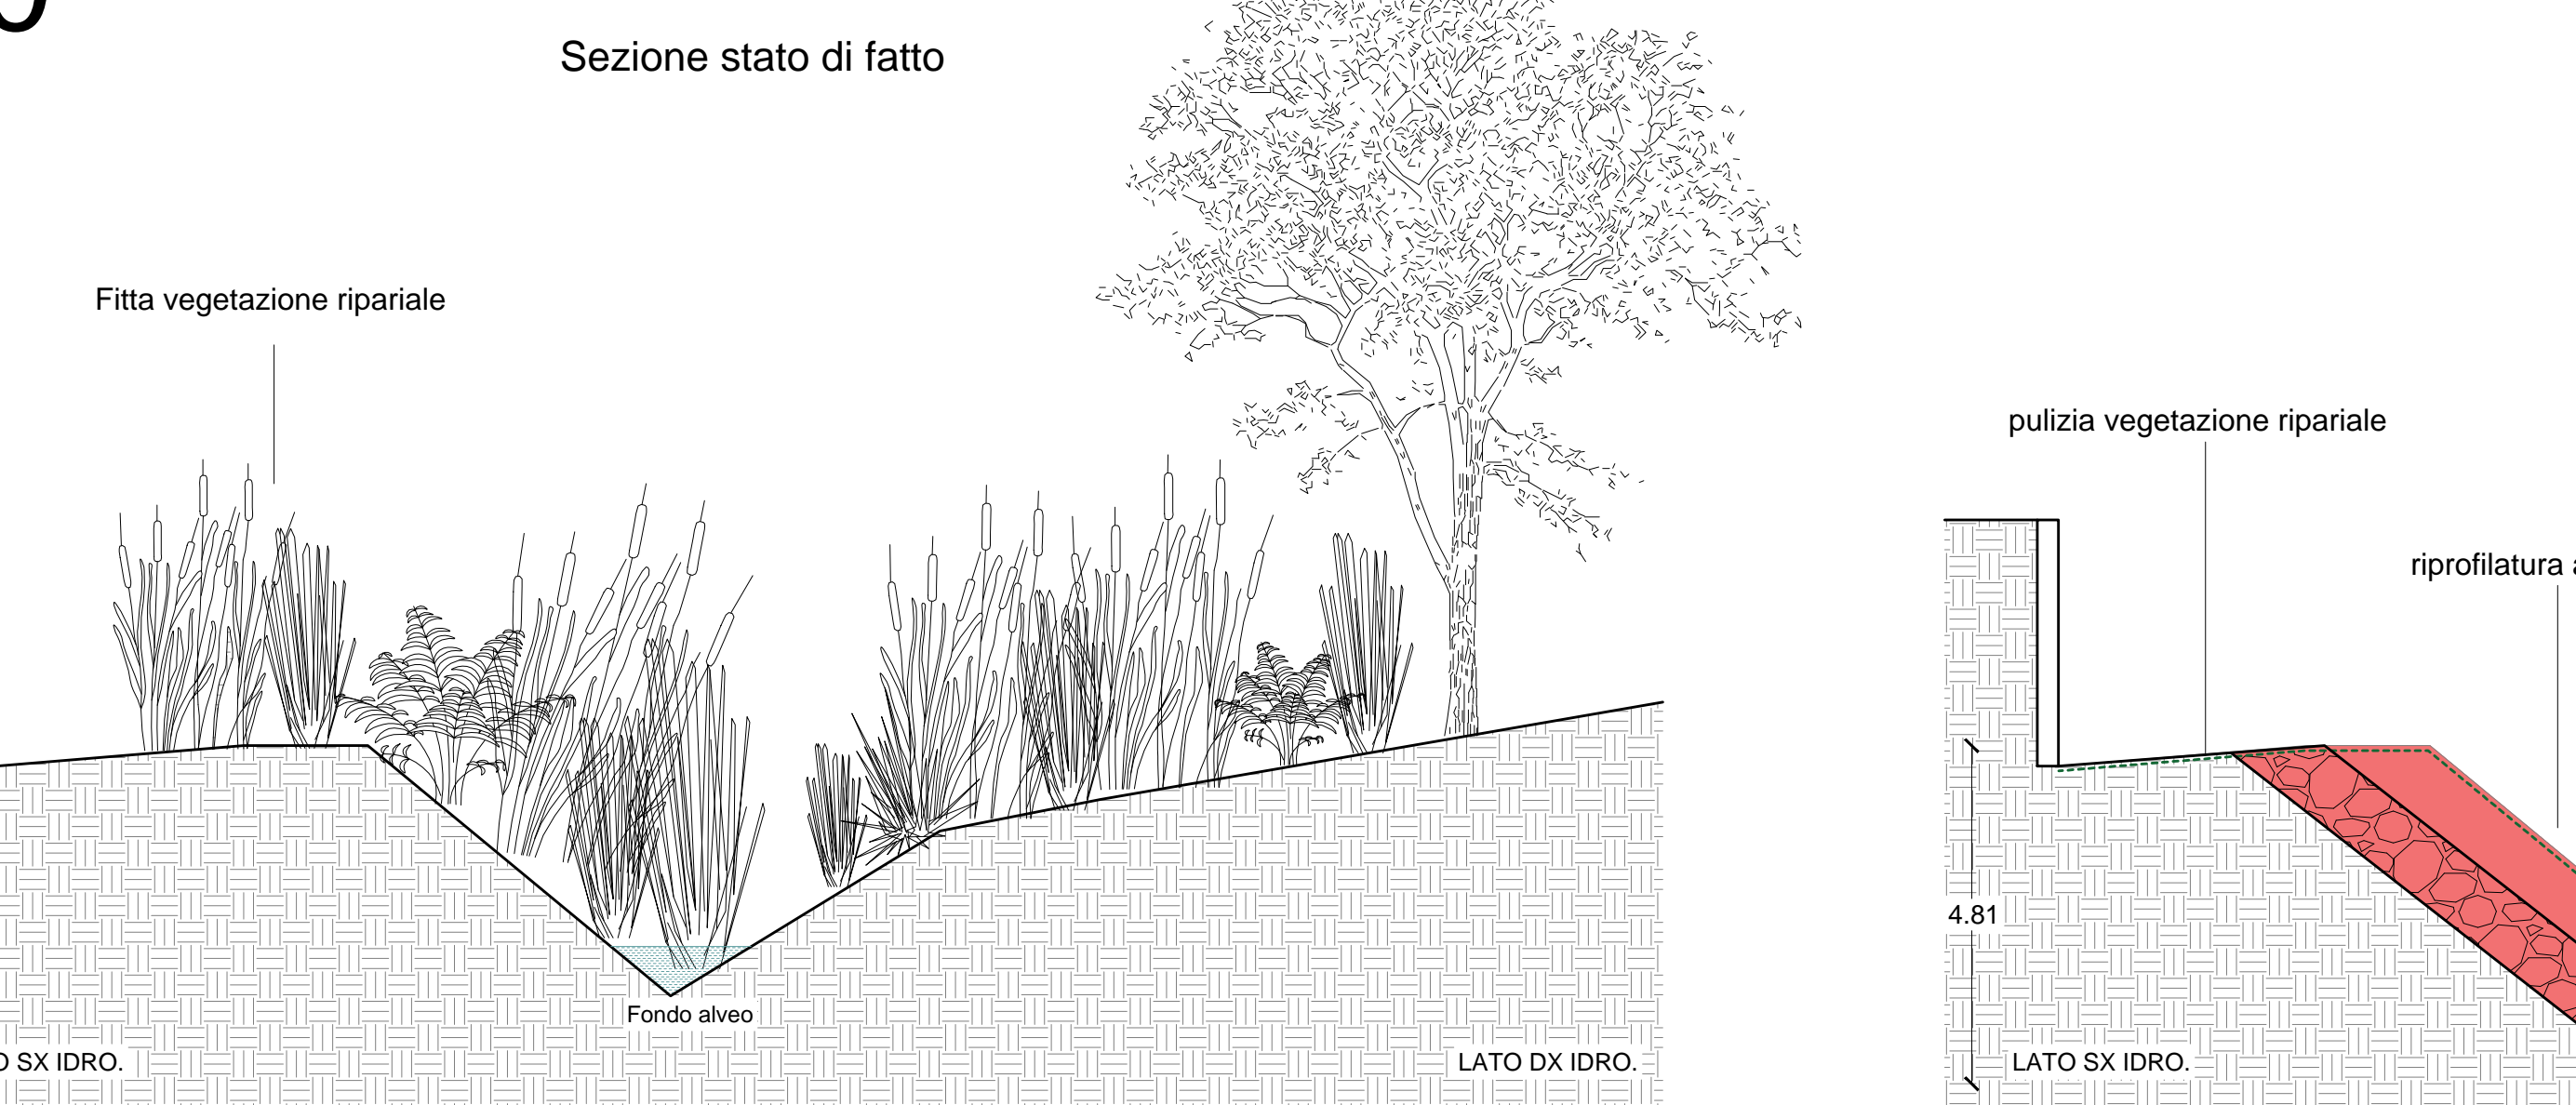 Sezione stato di fatto
Fitta vegetazione ripariale
Fondo alveo
SX IDRO.
LATO DX IDRO.
pulizia vegetazione ripariale
riprofilatura
4.81
LATO SX IDRO.